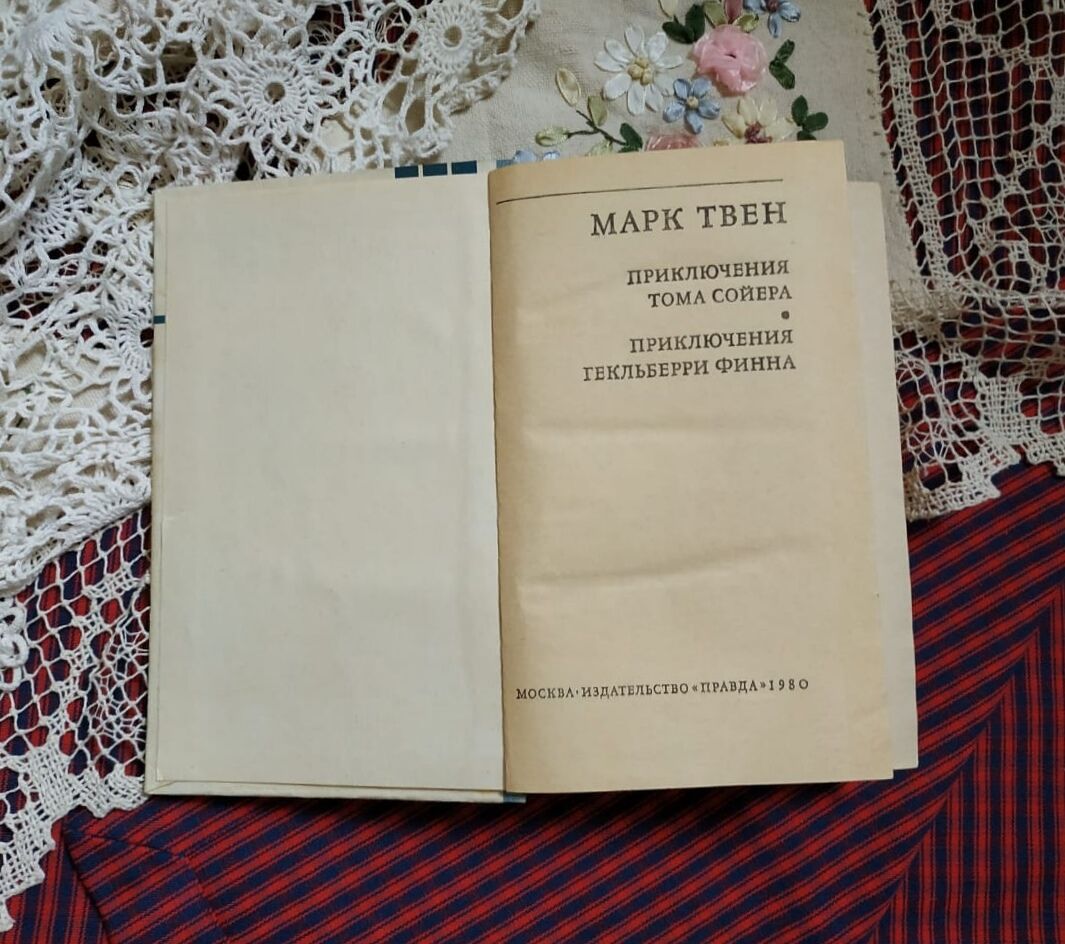 МАРК ТВЕН
ПРИКЛЮЧЕНИЯ
ТОМА СОЙЕРА
•
ПРИКЛЮЧЕНИЯ
ГЕКЛЬБЕРРИ ФИННА
МОСКВА·ИЗДАТЕЛЬСТВО «ПРАВДА» 1980